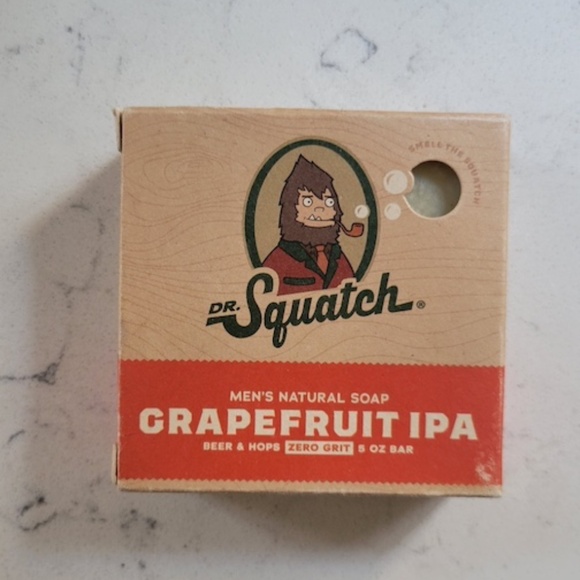 SMELL THE SQUATCH
DR. Squatch®
MEN'S NATURAL SOAP
GRAPEFRUIT IPA
BEER & HOPS ZERO GRIT 5 OZ BAR